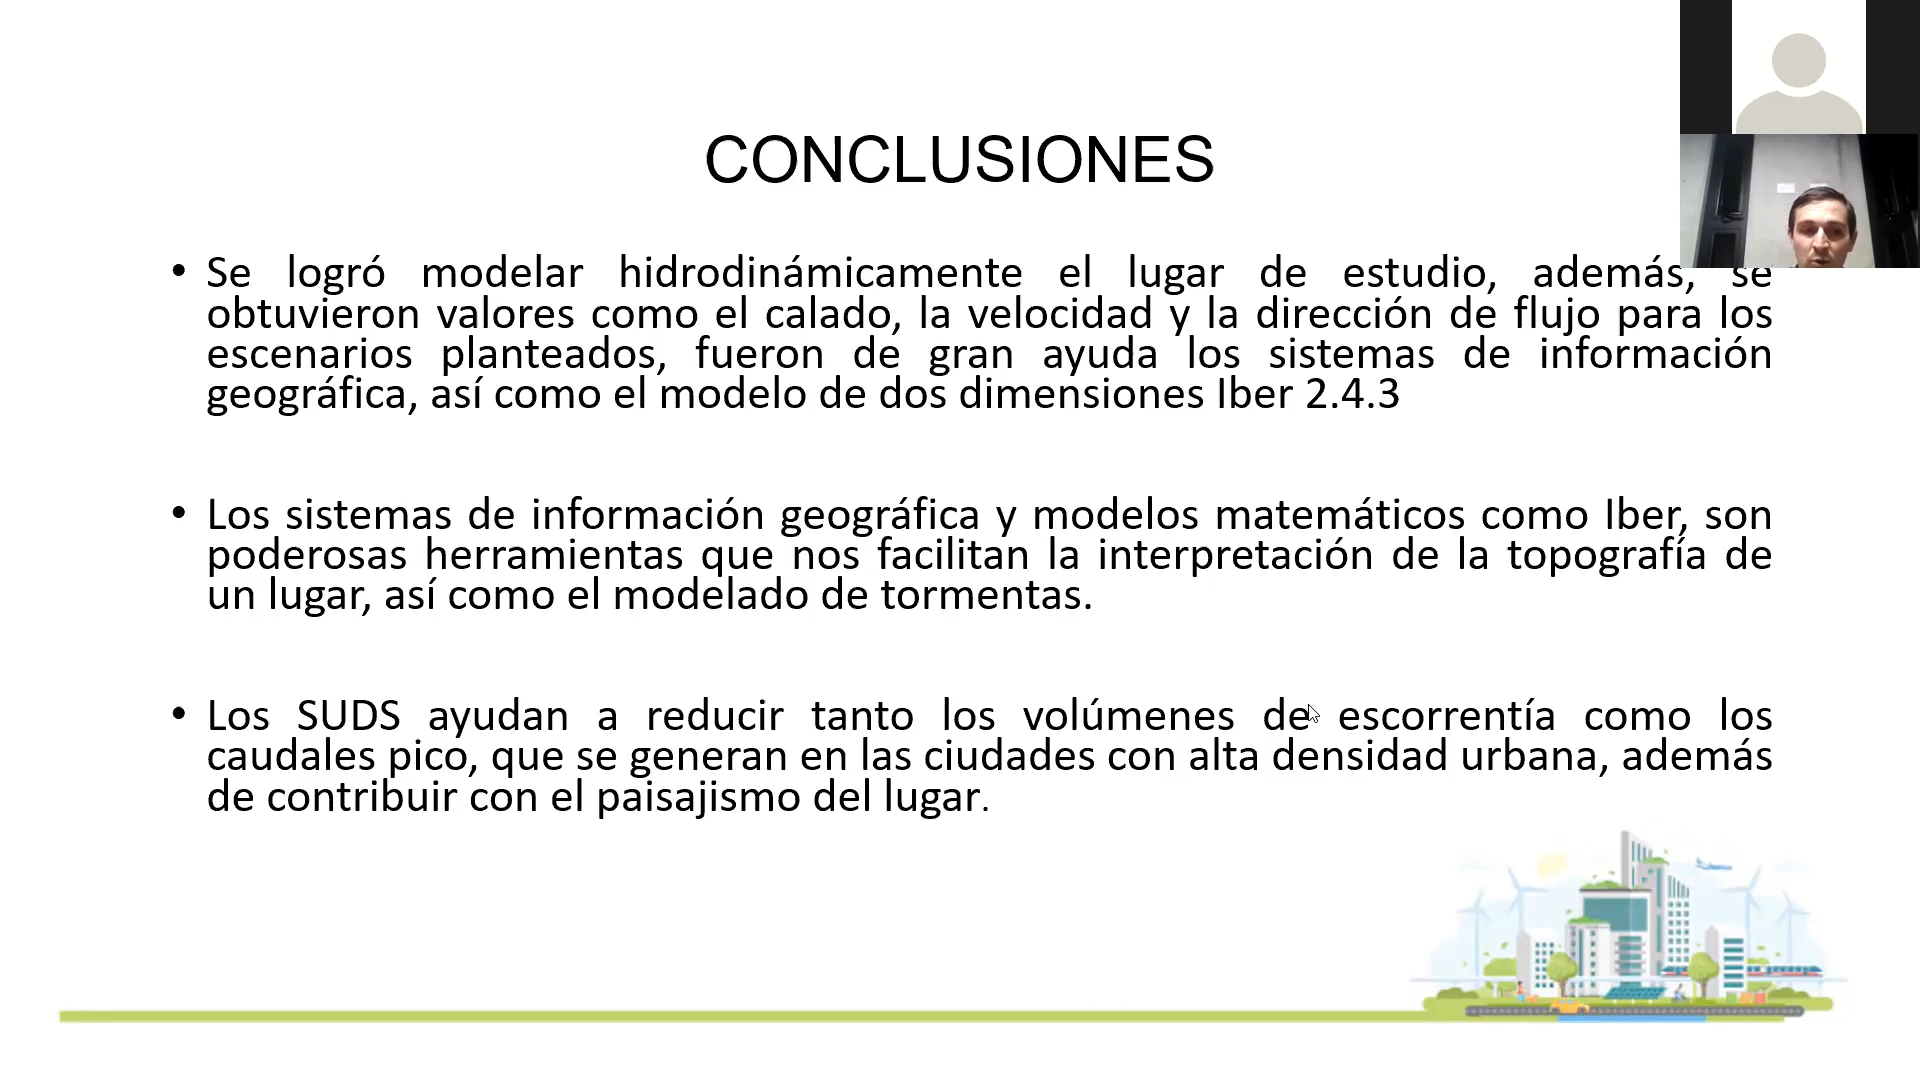 CONCLUSIONES
• Se logró modelar hidrodinámicamente el lugar de estudio, además, se
obtuvieron valores como el calado, la velocidad y la dirección de flujo para los
escenarios planteados, fueron de gran ayuda los sistemas de información
geográfica, así como el modelo de dos dimensiones Iber 2.4.3
• Los sistemas de información geográfica y modelos matemáticos como Iber, son
poderosas herramientas que nos facilitan la interpretación de la topografía de
un lugar, así como el modelado de tormentas.
• Los SUDS ayudan a reducir tanto los volúmenes de escorrentía como los
caudales pico, que se generan en las ciudades con alta densidad urbana, además
de contribuir con el paisajismo del lugar.